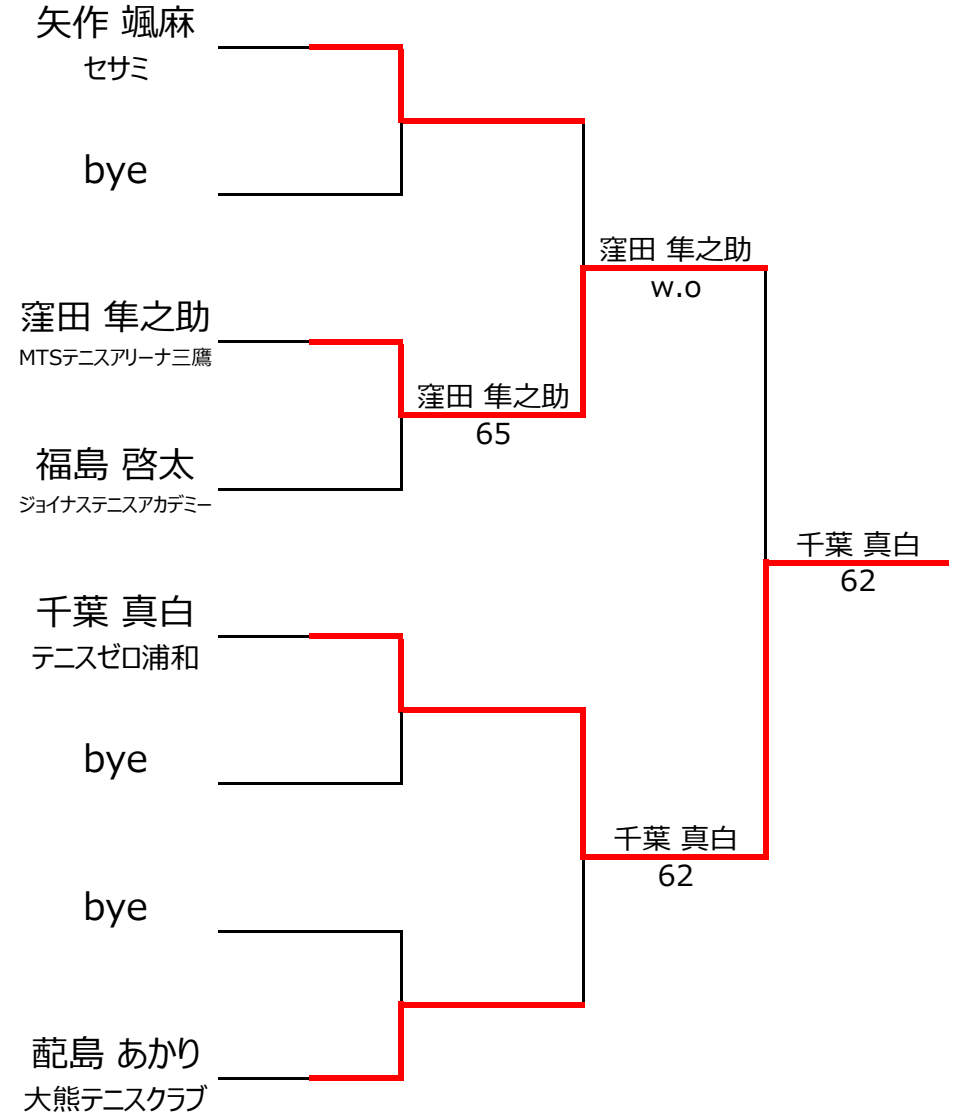 矢作 颯麻
セサミ
bye
窪田 隼之助
w.o
窪田 隼之助
MTSテニスアリーナ三鷹
窪田 隼之助
65
福島 啓太
ジョイナステニスアカデミー
千葉 真白
62
千葉 真白
テニスゼロ浦和
bye
千葉 真白
62
bye
蓜島 あかり
大熊テニスクラブ